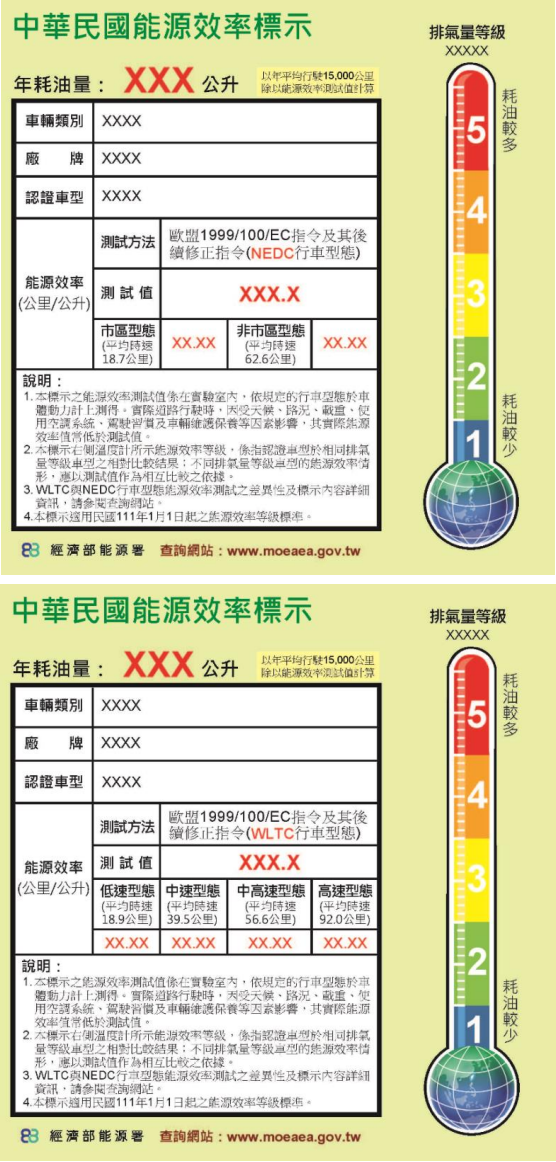 中華民國能源效率標示
排氣量等級
XXXXX
年耗油量： XXX 公升
以年平均行駛15,000公里
除以能源效率測試值計算
車輛類別 XXXX
廠 牌 XXXX
認證車型 XXXX
能源效率
(公里/公升)
測試方法
歐盟1999/100/EC指令及其後
續修正指令(NEDC行車型態)
測 試 值 XXX.X
市區型態
(平均時速
18.7公里)
XX.XX
非市區型態
(平均時速
62.6公里)
XX.XX
說明：
1.本標示之能源效率測試值係在實驗室內，依規定的行車型態於車
體動力計上測得。實際道路行駛時，因受天候、路況、載重、使
用空調系統、駕駛習慣及車輛維護保養等因素影響，其實際能源
效率值常低於測試值。
2.本標示右側溫度計所示能源效率等級，係指認證車型於相同排氣
量等級車型之相對比較結果；不同排氣量等級車型的能源效率情
形，應以測試值作為相互比較之依據。
3.WLTC與NEDC行車型態能源效率測試之差異性及標示內容詳細
資訊，請參閱查詢網站。
4.本標示適用民國111年1月1日起之能源效率等級標準。
經濟部能源署 查詢網站：www.moeaea.gov.tw
耗油較多
5
4
3
2
1
耗油較少
中華民國能源效率標示
排氣量等級
XXXXX
年耗油量： XXX 公升
以年平均行駛15,000公里
除以能源效率測試值計算
車輛類別 XXXX
廠 牌 XXXX
認證車型 XXXX
能源效率
(公里/公升)
測試方法
歐盟1999/100/EC指令及其後
續修正指令(WLTC行車型態)
測 試 值 XXX.X
低速型態 中速型態 中高速型態 高速型態
(平均時速 (平均時速 (平均時速 (平均時速
18.9公里) 39.5公里) 56.6公里) 92.0公里)
XX.XX XX.XX XX.XX XX.XX
說明：
1.本標示之能源效率測試值係在實驗室內，依規定的行車型態於車
體動力計上測得。實際道路行駛時，因受天候、路況、載重、使
用空調系統、駕駛習慣及車輛維護保養等因素影響，其實際能源
效率值常低於測試值。
2.本標示右側溫度計所示能源效率等級，係指認證車型於相同排氣
量等級車型之相對比較結果；不同排氣量等級車型的能源效率情
形，應以測試值作為相互比較之依據。
3.WLTC與NEDC行車型態能源效率測試之差異性及標示內容詳細
資訊，請參閱查詢網站。
4.本標示適用民國111年1月1日起之能源效率等級標準。
經濟部能源署 查詢網站：www.moeaea.gov.tw
耗油較多
5
4
3
2
1
耗油較少